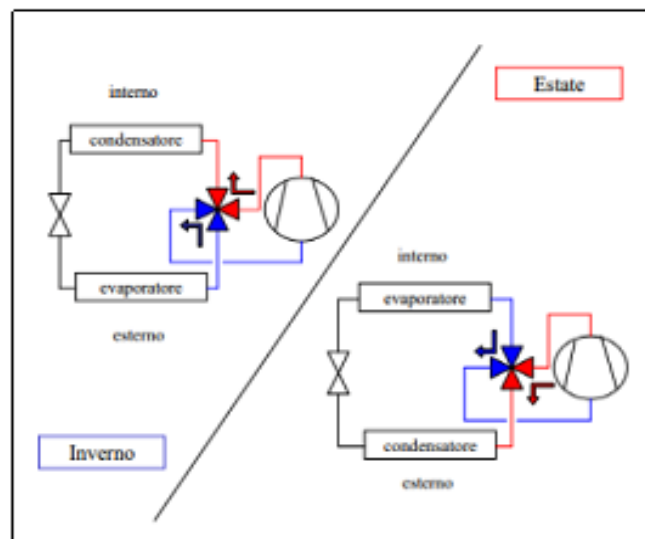 interno
condensatore
evaporatore
esterno
Inverno
Estate
interno
evaporatore
condensatore
esterno